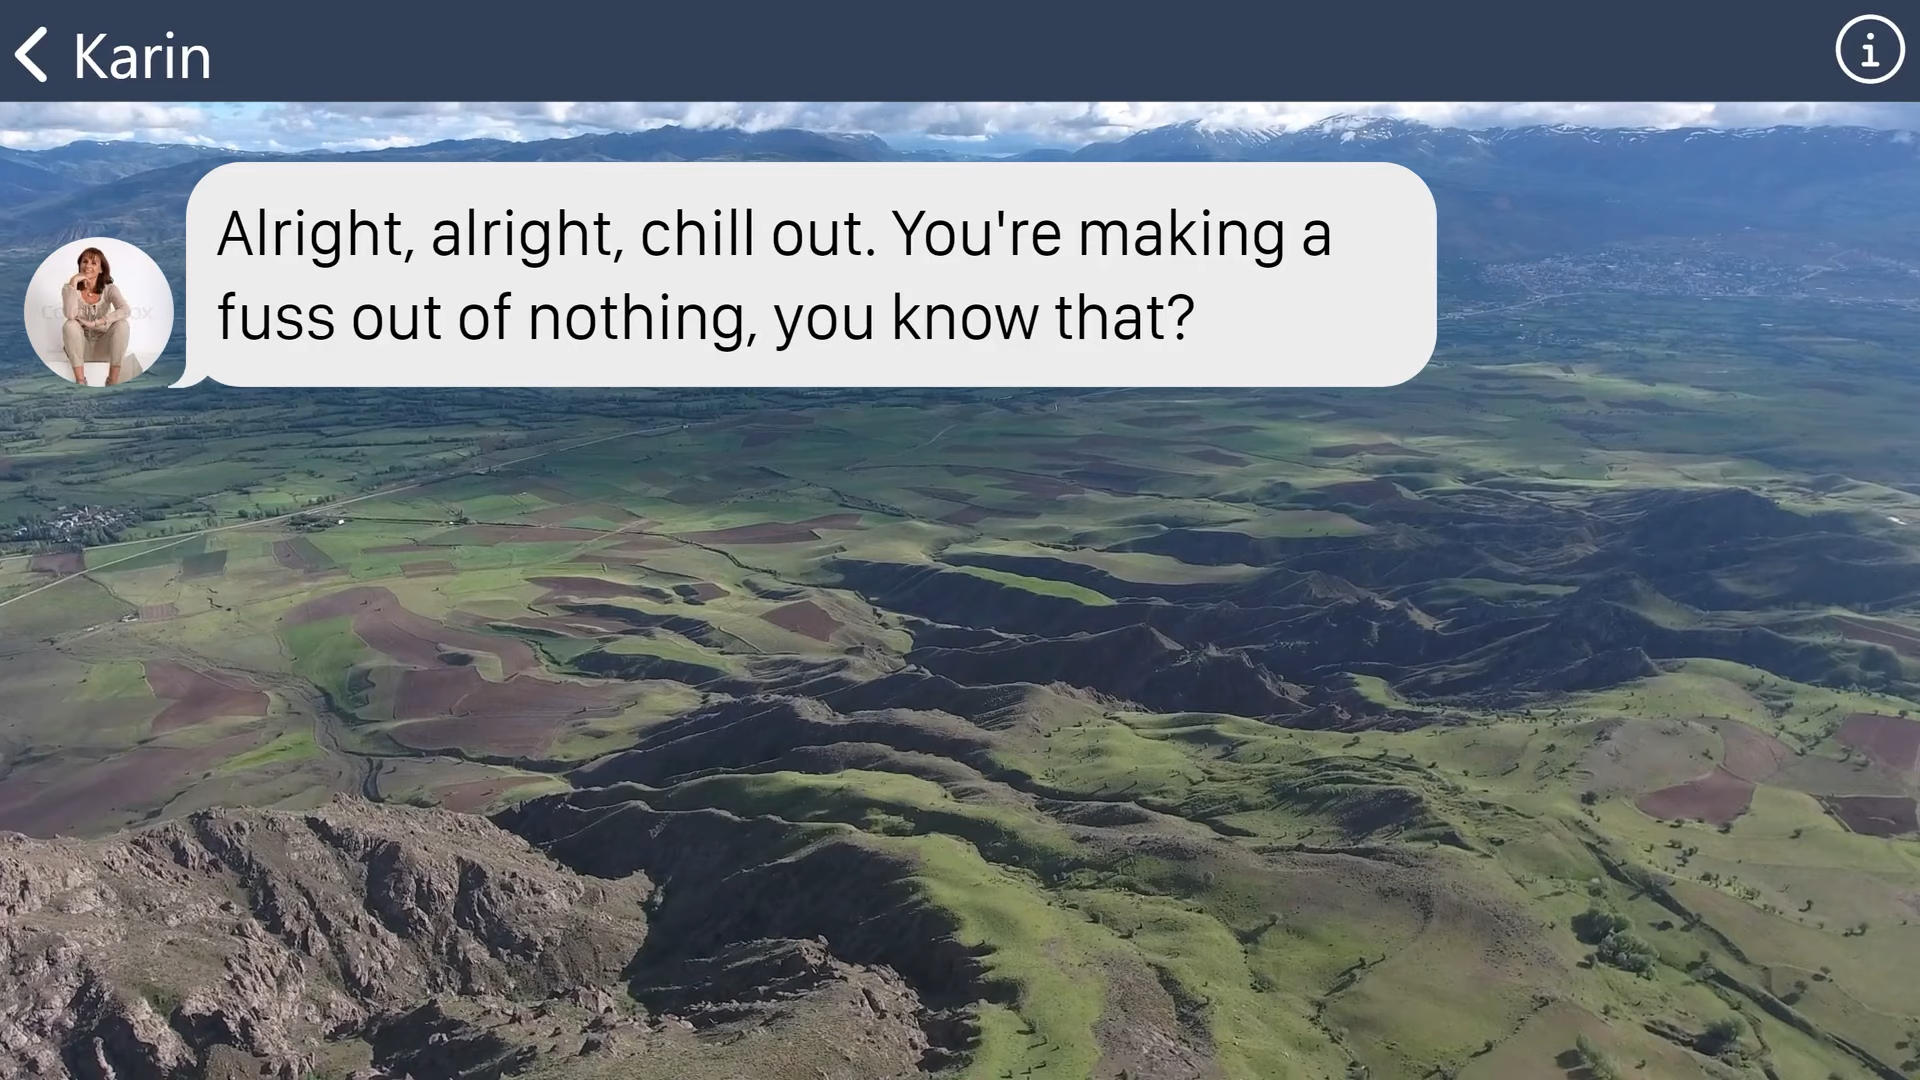 Karin
Alright, alright, chill out. You're making a
fuss out of nothing, you know that?